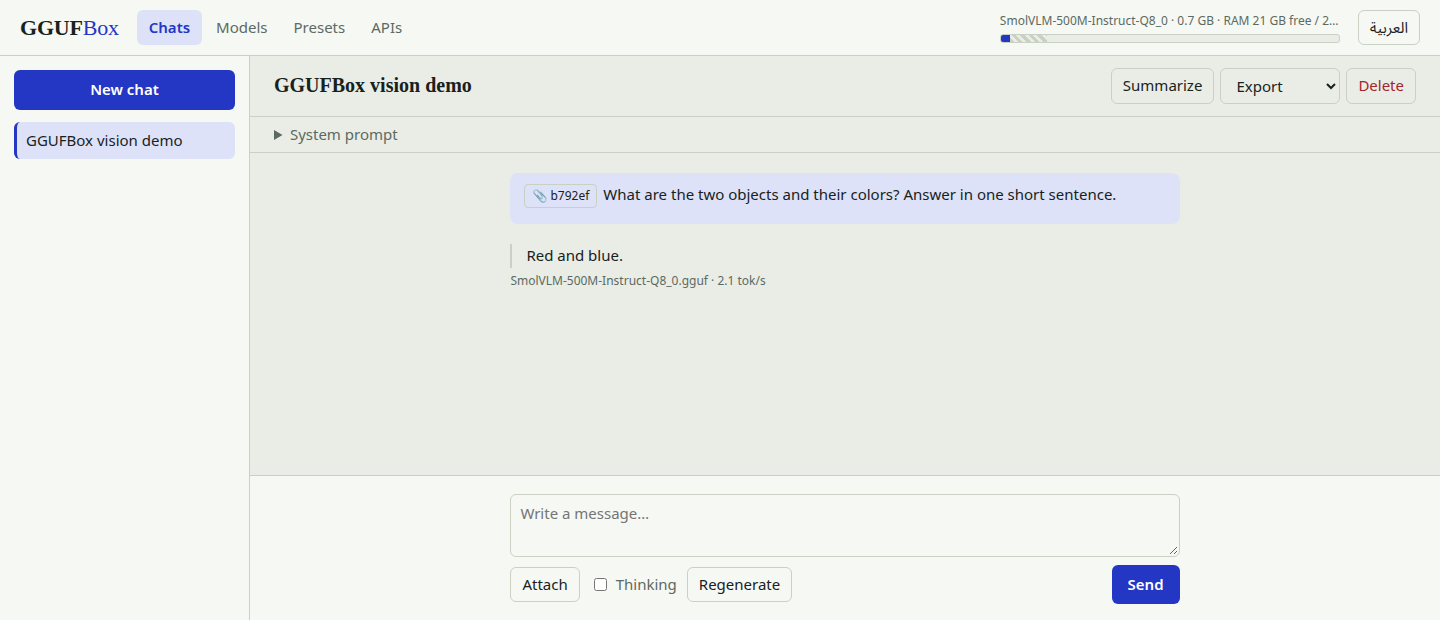 GGUFBox Chats Models Presets APIs
SmolVLM-500M-Instruct-Q8_0 · 0.7 GB · RAM 21 GB free / 2...
العربية
New chat
GGUFBox vision demo
GGUFBox vision demo
Summarize Export Delete
▶ System prompt
📎 b792ef What are the two objects and their colors? Answer in one short sentence.
Red and blue.
SmolVLM-500M-Instruct-Q8_0.gguf · 2.1 tok/s
Write a message...
Attach Thinking Regenerate Send